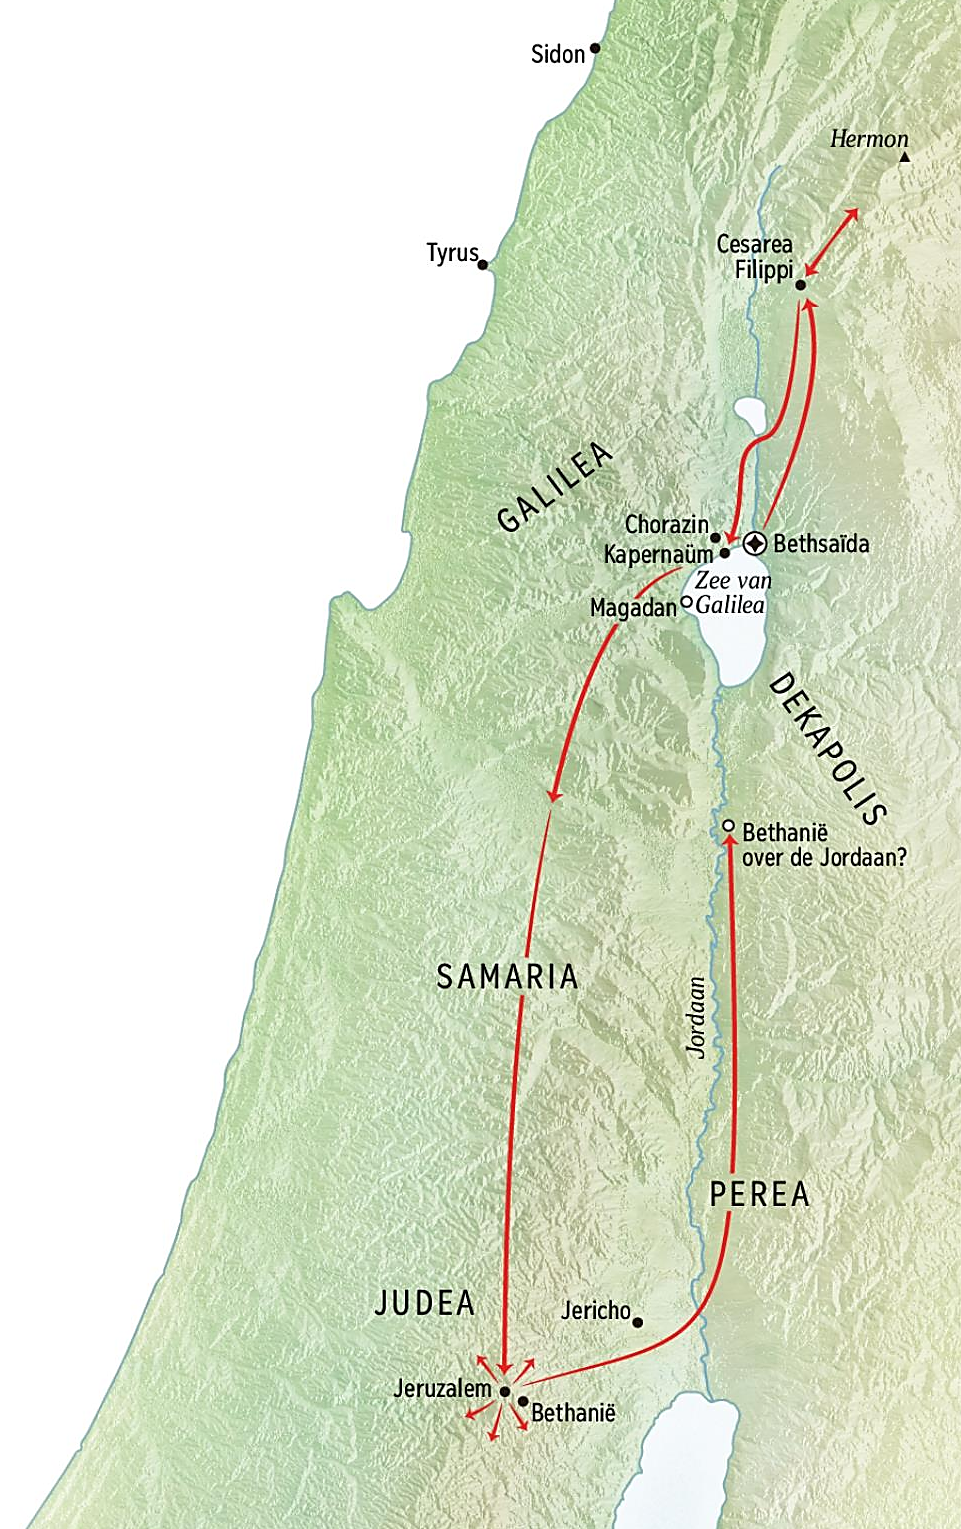 Sidon
Hermon
Cesarea
Filippi
Tyrus
GALILEA
Chorazin
Kapernaüm
Bethsaïda
Zee van
Galilea
Magadan
DEKAPOLIS
Bethanië
over de Jordaan?
SAMARIA
Jordaan
PEREA
JUDEA
Jericho
Jeruzalem
Bethanië